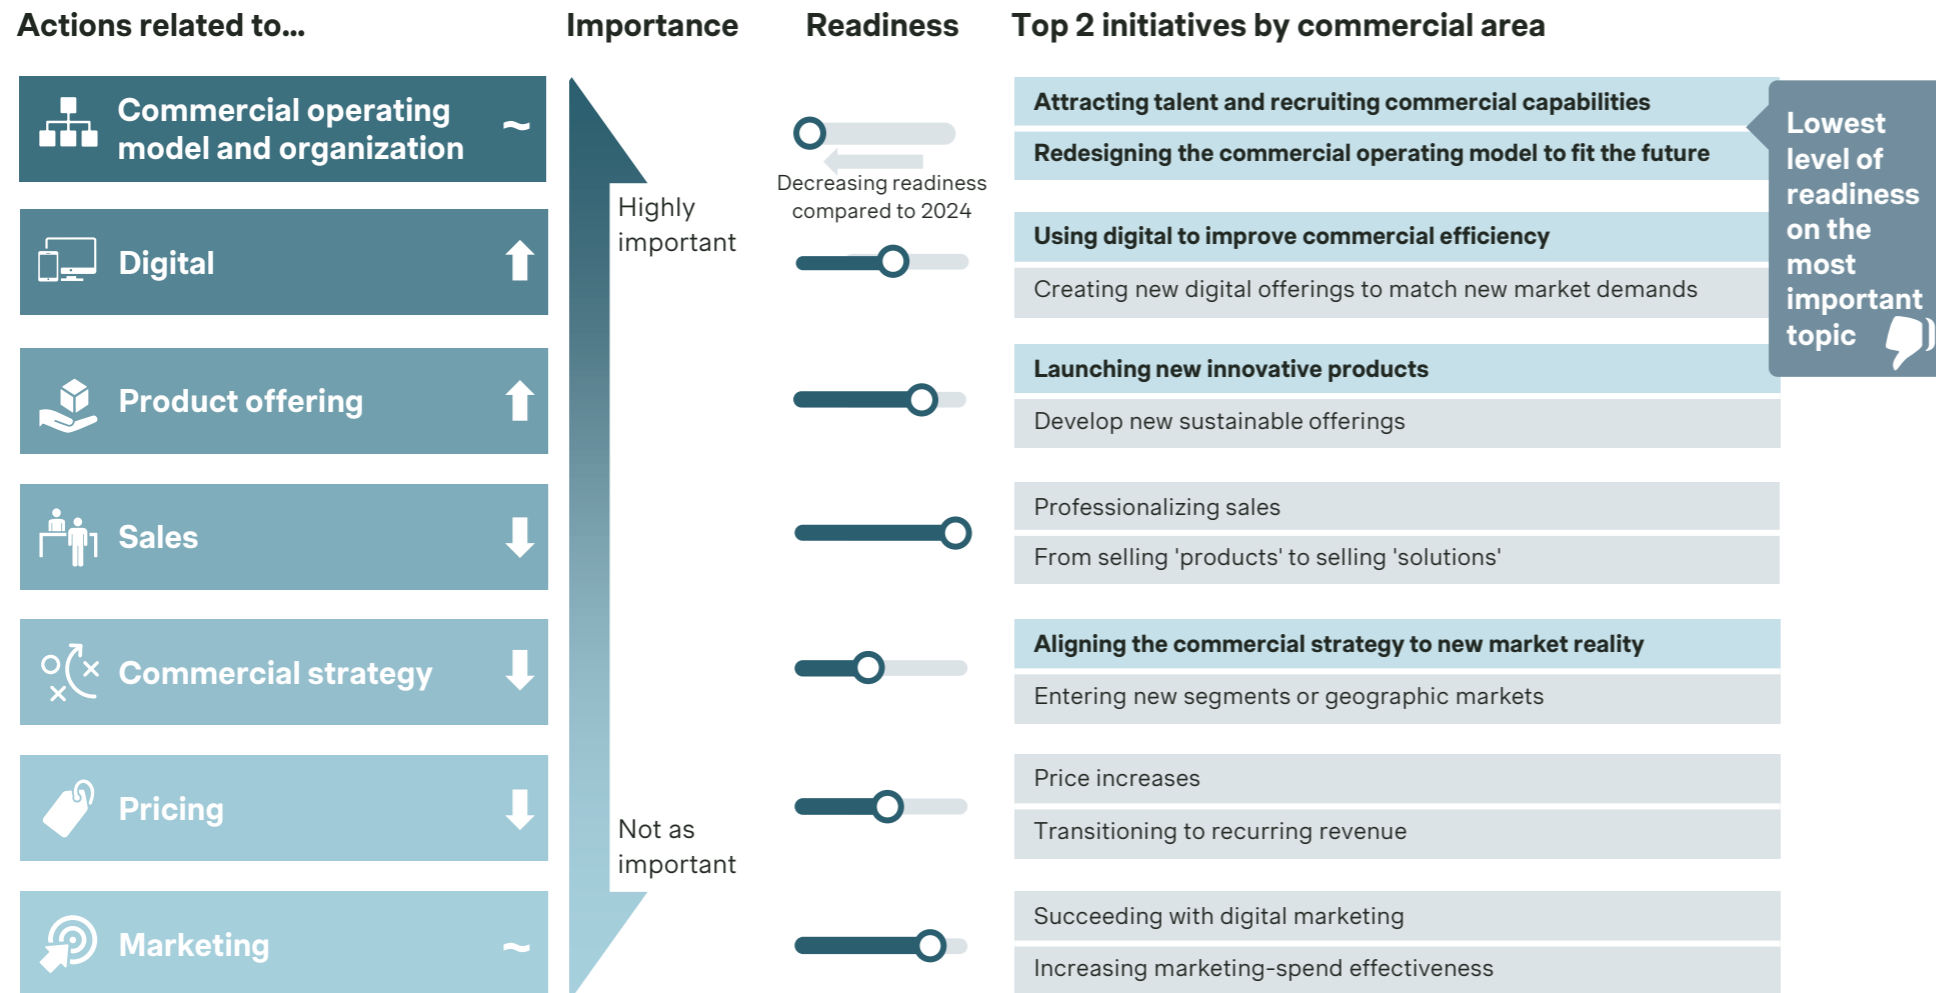 Actions related to...
Importance
Readiness
Top 2 initiatives by commercial area
Commercial operating
model and organization
~
Decreasing readiness
compared to 2024
Attracting talent and recruiting commercial capabilities
Redesigning the commercial operating model to fit the future
Lowest
level of
readiness
on the
most
important
topic
Highly
important
Digital
Using digital to improve commercial efficiency
Creating new digital offerings to match new market demands
Product offering
Launching new innovative products
Develop new sustainable offerings
Sales
Professionalizing sales
From selling 'products' to selling 'solutions'
Commercial strategy
Aligning the commercial strategy to new market reality
Entering new segments or geographic markets
Pricing
Price increases
Transitioning to recurring revenue
Not as
important
Marketing
~
Succeeding with digital marketing
Increasing marketing-spend effectiveness